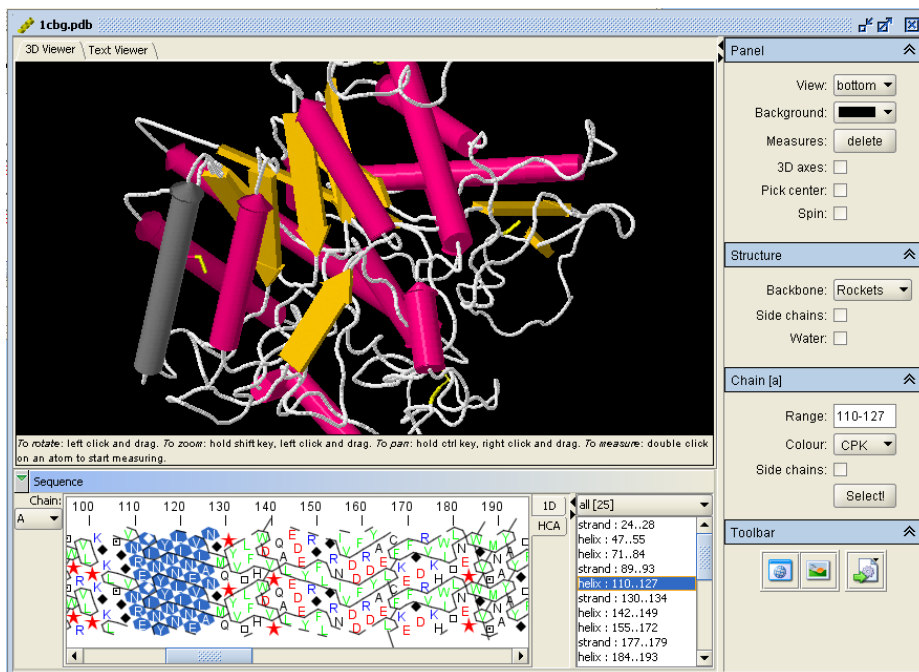 1cbg.pdb
3D Viewer
Text Viewer
To rotate: left click and drag. To zoom: hold shift key, left click and drag. To pan: hold ctrl key, right click and drag. To measure: double click
on an atom to start measuring.
Panel
View: bottom
Background:
Measures: delete
3D axes:
Pick center:
Spin:
Structure
Backbone: Rockets
Side chains:
Water:
Chain [a]
Range: 110-127
Colour: CPK
Side chains:
Select!
Toolbar
Sequence
Chain:
A
100 110 120 130 140 150 160 170 180 190
1D
HCA
all [25]
strand : 24..28
helix : 47..55
helix : 71..84
strand : 89..93
helix : 110..127
strand : 130..134
helix : 142..149
helix : 155..172
strand : 177..179
helix : 184..193